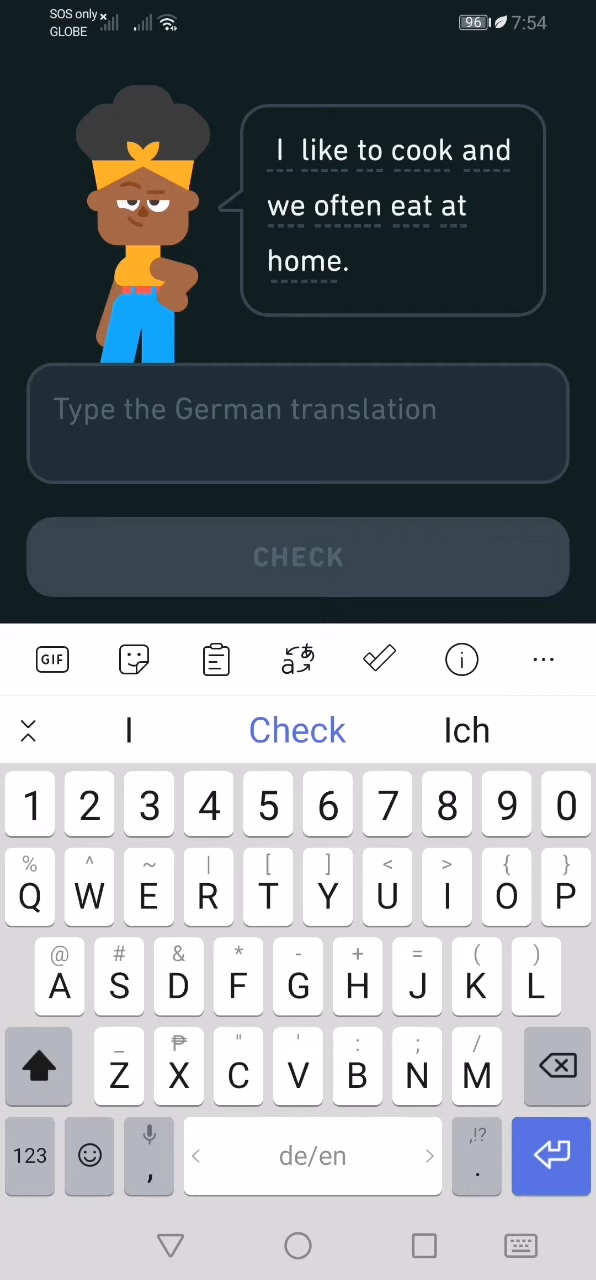 SOS only
GLOBE
96 7:54
I like to cook and
we often eat at
home.
Type the German translation
CHECK
GIF
I Check Ich
1 2 3 4 5 6 7 8 9 0
% ^ ~ | [ ] < > { }
Q W E R T Y U I O P
@ # & * - + = ( )
A S D F G H J K L
_ ₱ " ' : ; /
Z X C V B N M
,!?
123 , de/en .